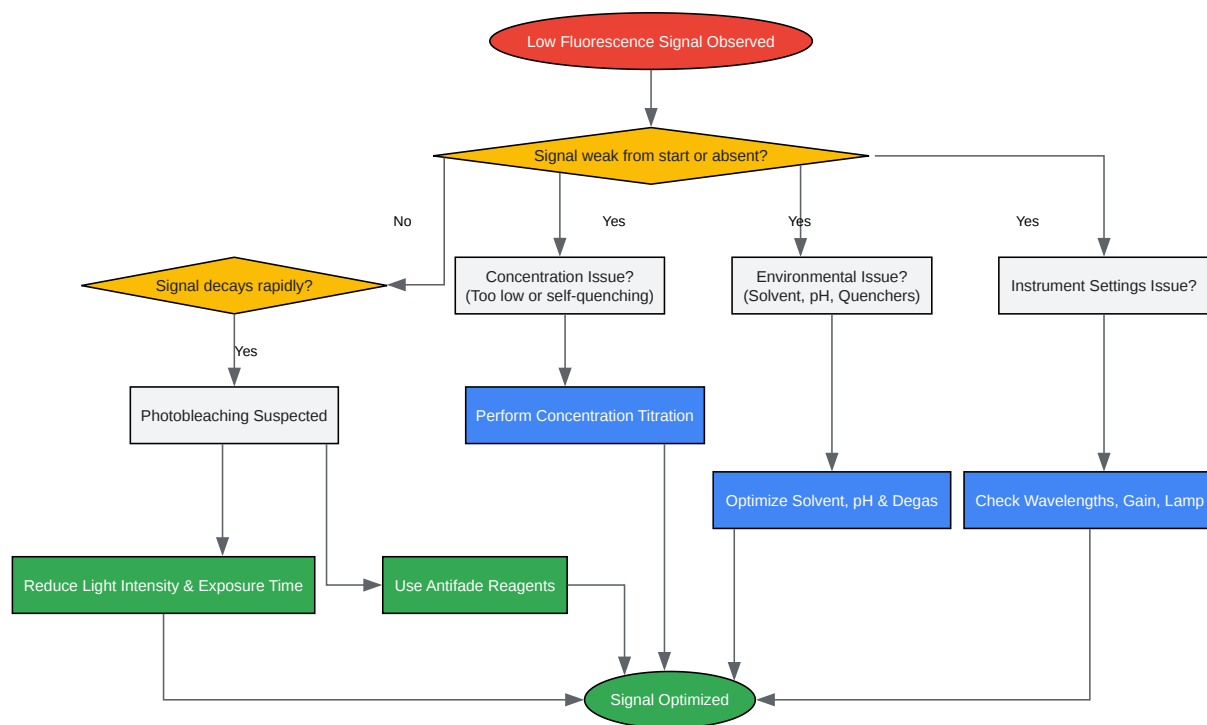 Low Fluorescence Signal Observed
Signal weak from start or absent?
No
Yes
Yes
Yes
Signal decays rapidly?
Concentration Issue?
(Too low or self-quenching)
Environmental Issue?
(Solvent, pH, Quenchers)
Instrument Settings Issue?
Yes
Photobleaching Suspected
Perform Concentration Titration
Optimize Solvent, pH & Degas
Check Wavelengths, Gain, Lamp
Reduce Light Intensity & Exposure Time
Use Antifade Reagents
Signal Optimized